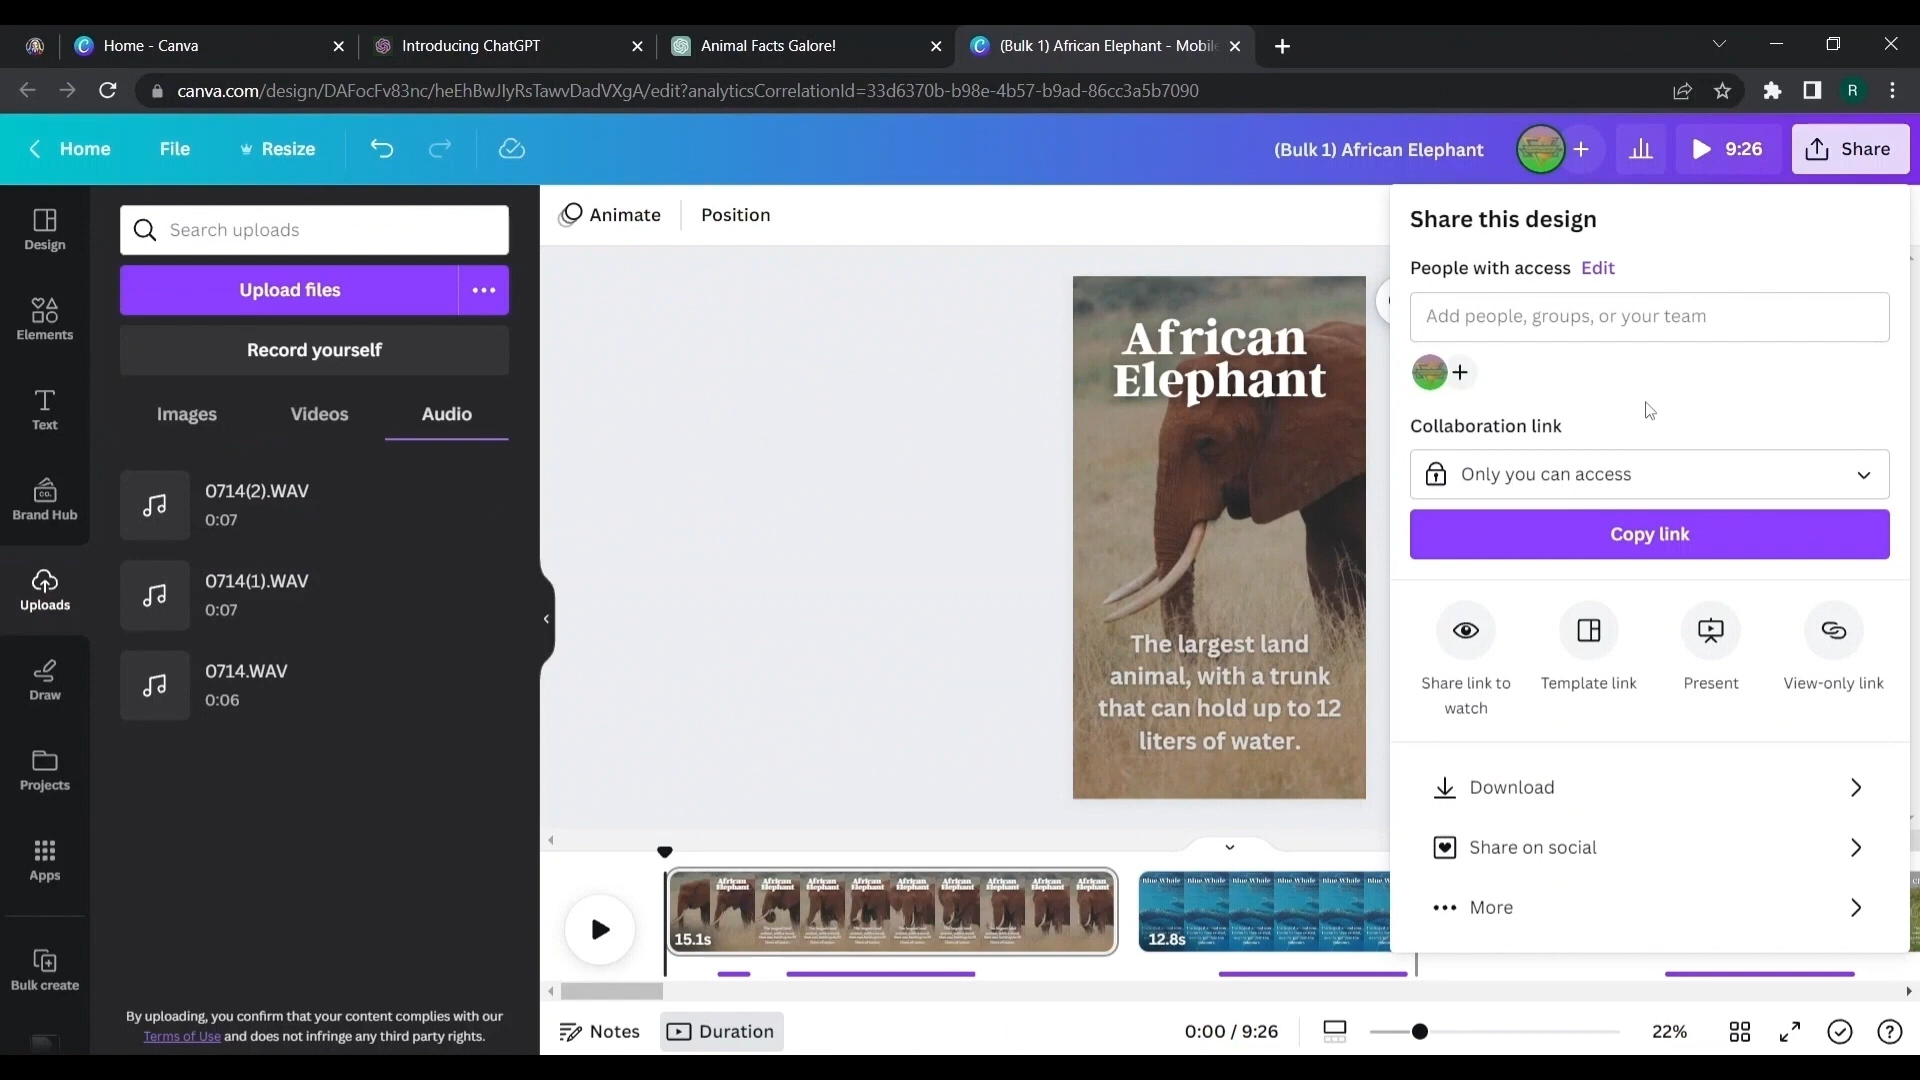 Home - Canva
Introducing ChatGPT
Animal Facts Galore!
(Bulk 1) African Elephant - Mobile
canva.com/design/DAFocFv83nc/heEhBwJIyRsTawvDadVXgA/edit?analyticsCorrelationId=33d6370b-b98e-4b57-b9ad-86cc3a5b7090
R
Home
File
Resize
(Bulk 1) African Elephant
9:26
Share
Design
Elements
Text
Brand Hub
Uploads
Draw
Projects
Apps
Bulk create
Search uploads
Upload files
Record yourself
Images
Videos
Audio
0714(2).WAV
0:07
0714(1).WAV
0:07
0714.WAV
0:06
By uploading, you confirm that your content complies with our
Terms of Use and does not infringe any third party rights.
Animate
Position
African
Elephant
The largest land
animal, with a trunk
that can hold up to 12
liters of water.
Share this design
People with access Edit
Add people, groups, or your team
Collaboration link
Only you can access
Copy link
Share link to
watch
Template link
Present
View-only link
Download
Share on social
More
15.1s
12.8s
Notes
Duration
0:00 / 9:26
22%